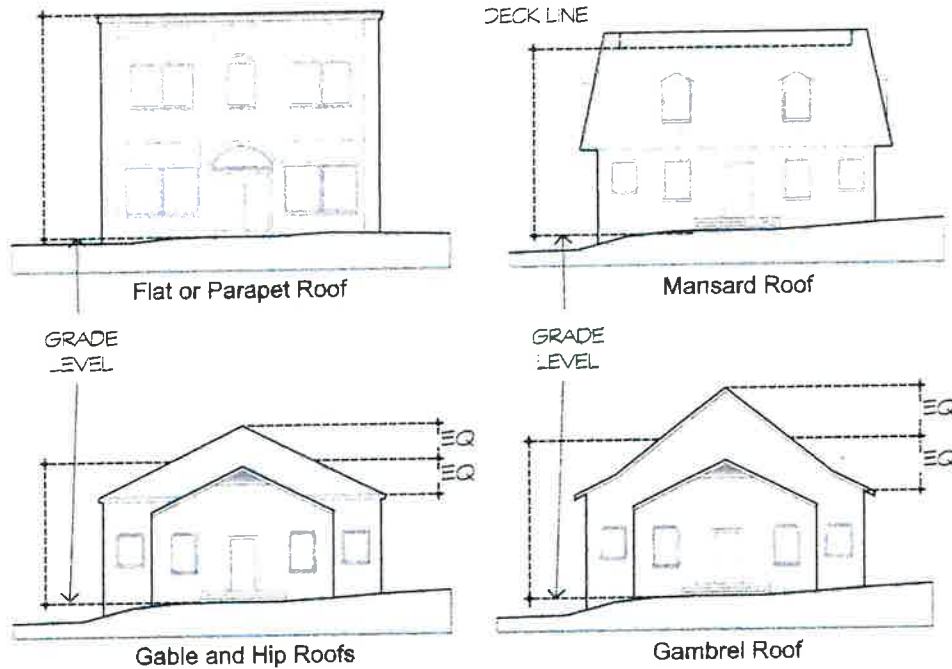 DECK LINE
Flat or Parapet Roof
Mansard Roof
GRADE
LEVEL
GRADE
LEVEL
EQ
EQ
EQ
EQ
Gable and Hip Roofs
Gambrel Roof